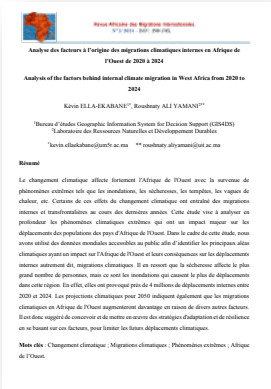 Revue Africaine des Migrations Internationales
Analyse des facteurs à l'origine des migrations climatiques internes en Afrique de
l'Ouest de 2020 à 2024
Analysis of the factors behind internal climate migration in West Africa from 2020 to
2024
Kévin ELLA-EKABANE¹*, Roushnaty ALI YAMANI²**
¹Bureau d'études Geographic Information System for Decision Support (GIS4DS)
²Laboratoire des Ressources Naturelles et Développement Durables
*kevin.ellaekabane@um5r.ac.ma ** roushnaty.aliyamani@uit.ac.ma
Résumé
Le changement climatique affecte fortement l'Afrique de l'Ouest avec la survenue de
phénomènes extrêmes tels que les inondations, les sécheresses, les tempêtes, les vagues de
chaleur, etc. Certains de ces effets du changement climatique ont entraîné des migrations
internes et transfrontalières au cours des dernières années. Cette étude vise à analyser en
profondeur les phénomènes climatiques extrêmes qui ont un impact majeur sur les
déplacements des populations des pays d'Afrique de l'Ouest. Dans le cadre de cette étude, nous
avons utilisé des données mondiales accessibles au public afin d'identifier les principaux aléas
climatiques ayant un impact sur l'Afrique de l'Ouest et leurs conséquences sur les déplacements
internes autrement dit, migrations climatiques. Il en ressort que la sécheresse affecte le plus
grand nombre de personnes, mais ce sont les inondations qui causent le plus de déplacements
dans cette région. En effet, elles ont provoqué près de 4 millions de déplacements internes entre
2020 et 2024. Les projections climatiques pour 2050 indiquent également que les migrations
climatiques en Afrique de l'Ouest augmenteront davantage en raison de divers autres facteurs.
Il est donc suggéré de concevoir et de mettre en œuvre des stratégies d'adaptation et de résilience
en se basant sur ces facteurs, pour limiter les futurs déplacements climatiques.
Mots clés : Changement climatique ; Migrations climatiques ; Phénomènes extrêmes ; Afrique
de l'Ouest.